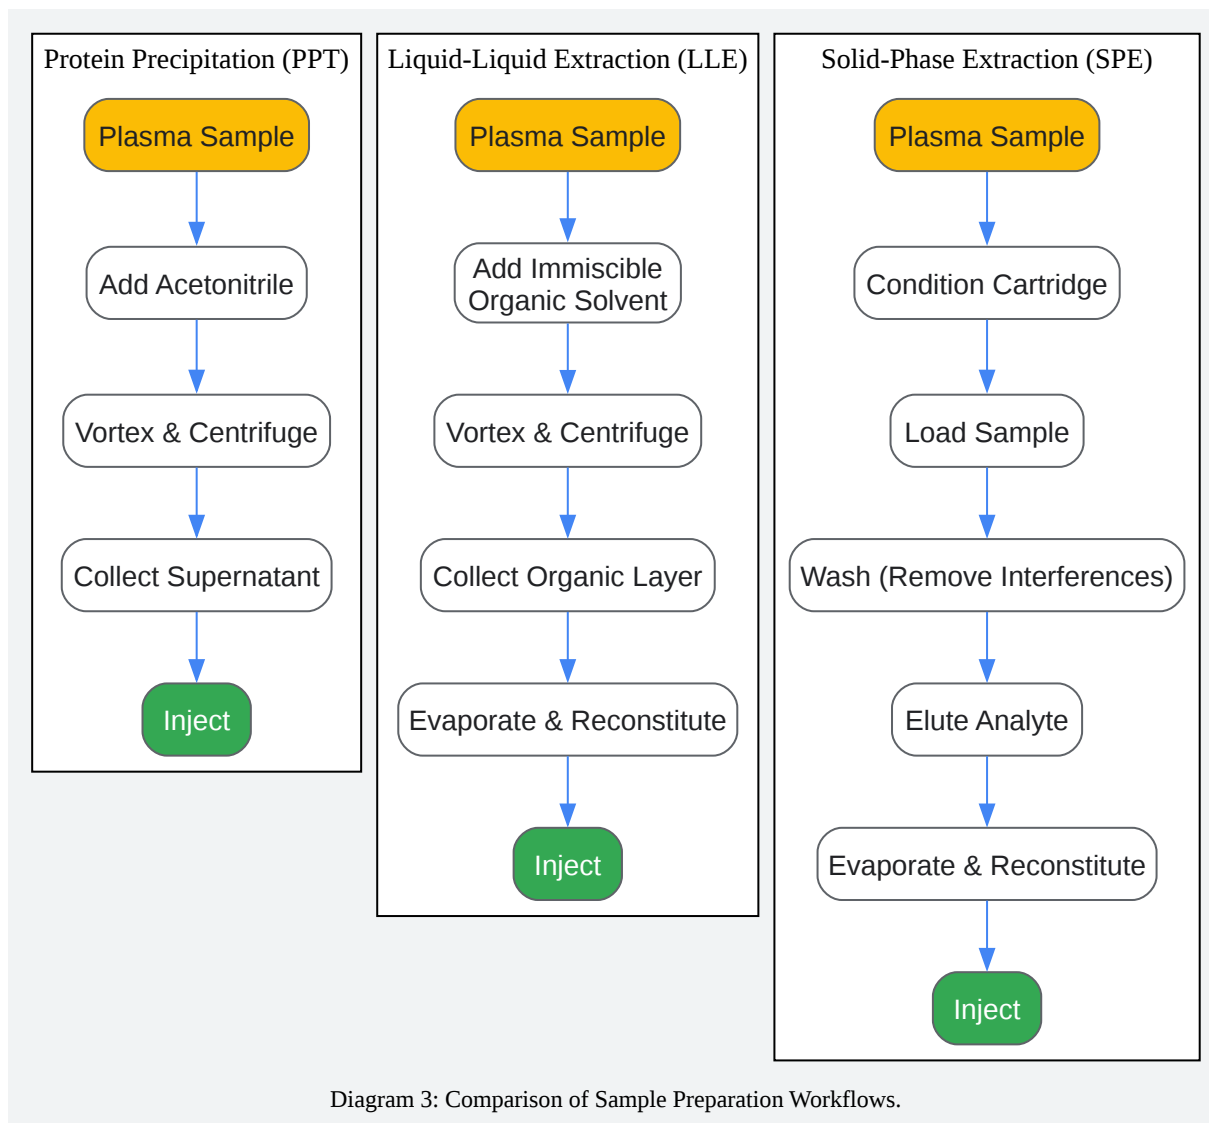 Protein Precipitation (PPT)
Plasma Sample
Add Acetonitrile
Vortex & Centrifuge
Collect Supernatant
Inject
Liquid-Liquid Extraction (LLE)
Plasma Sample
Add Immiscible
Organic Solvent
Vortex & Centrifuge
Collect Organic Layer
Evaporate & Reconstitute
Inject
Solid-Phase Extraction (SPE)
Plasma Sample
Condition Cartridge
Load Sample
Wash (Remove Interferences)
Elute Analyte
Evaporate & Reconstitute
Inject
Diagram 3: Comparison of Sample Preparation Workflows.